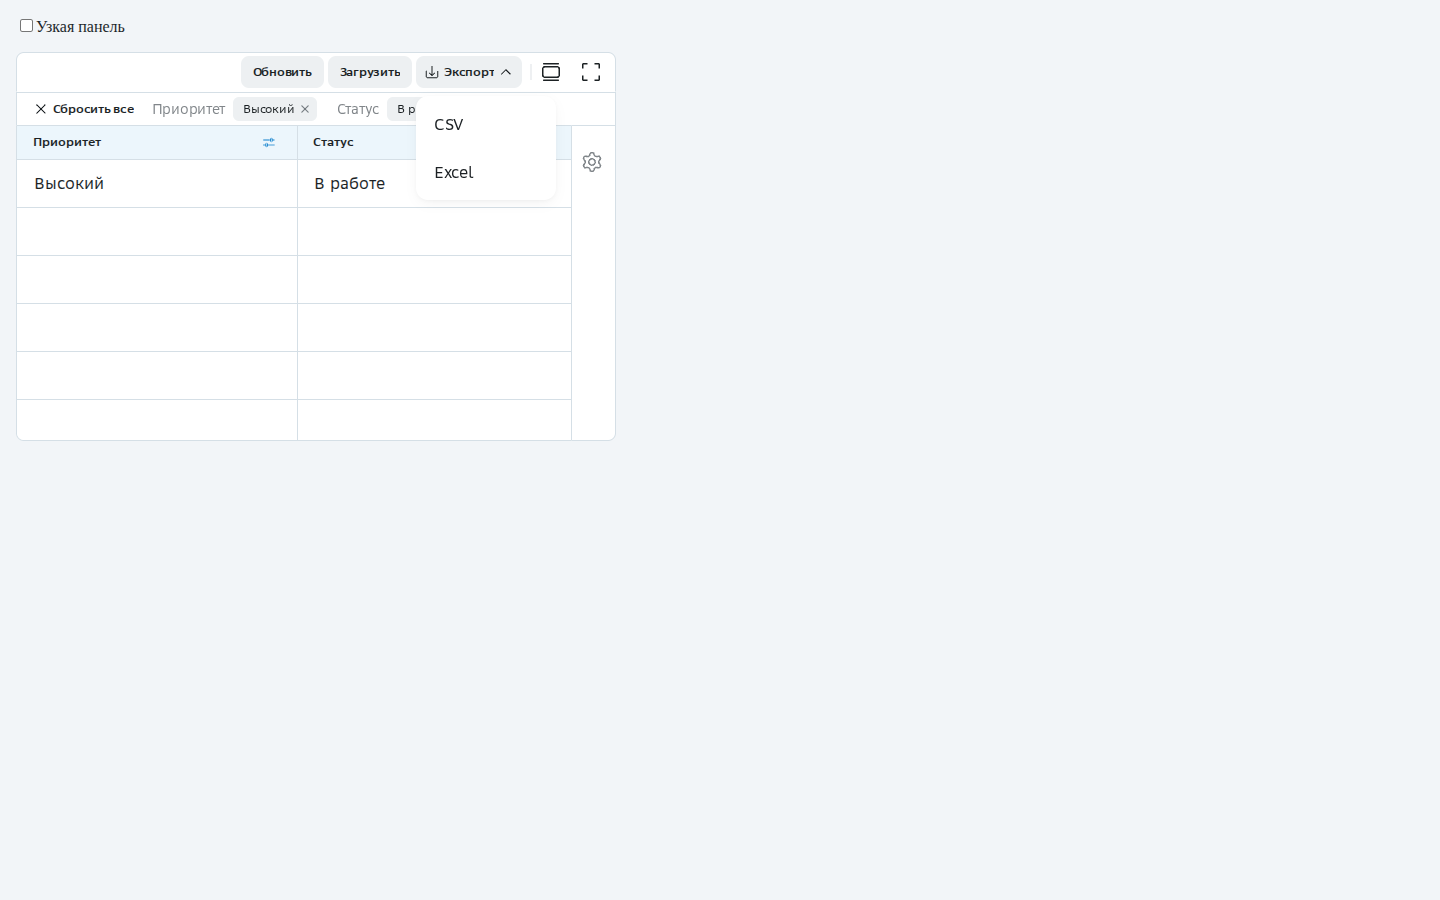 Узкая панель
Обновить Загрузить Экспорт
Сбросить все Приоритет Высокий Статус В р
CSV
Приоритет Статус
Excel
Высокий В работе